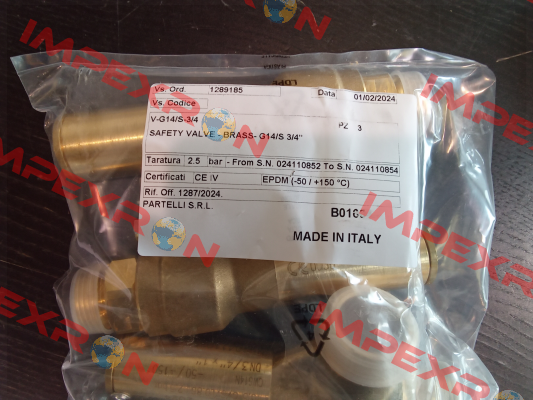 Vs. Ord. 1289185 Data 01/02/2024
Vs. Codice
V-G14/S-3/4 PZ 3
SAFETY VALVE - BRASS- G14/S 3/4"
Taratura 2.5 bar - From S.N. 024110852 To S.N. 024110854
Certificati CE IV EPDM (-50 / +150 °C)
Rif. Off. 1287/2024.
PARTELLI S.R.L. 
MADE IN ITALY
IMPEXRON
IMPEXRON
IMPEXRON